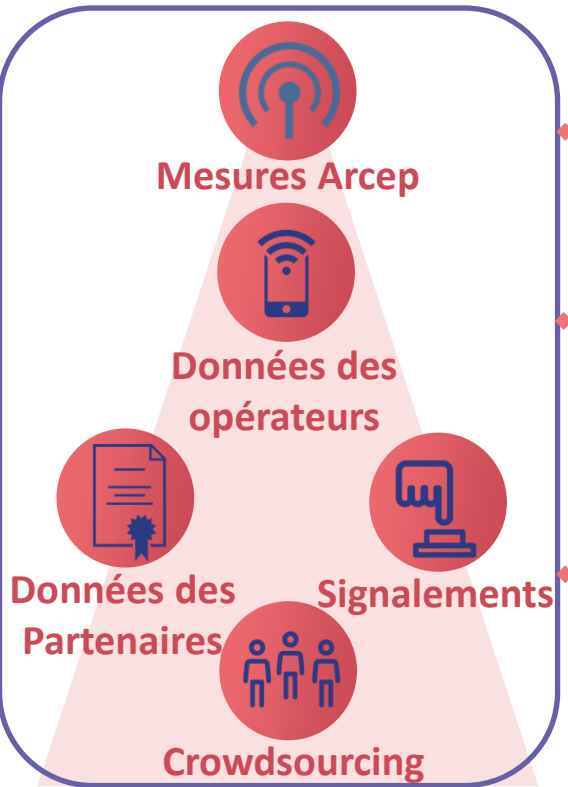 Mesures Arcep
Données des
opérateurs
Données des
Partenaires
Signalements
Crowdsourcing